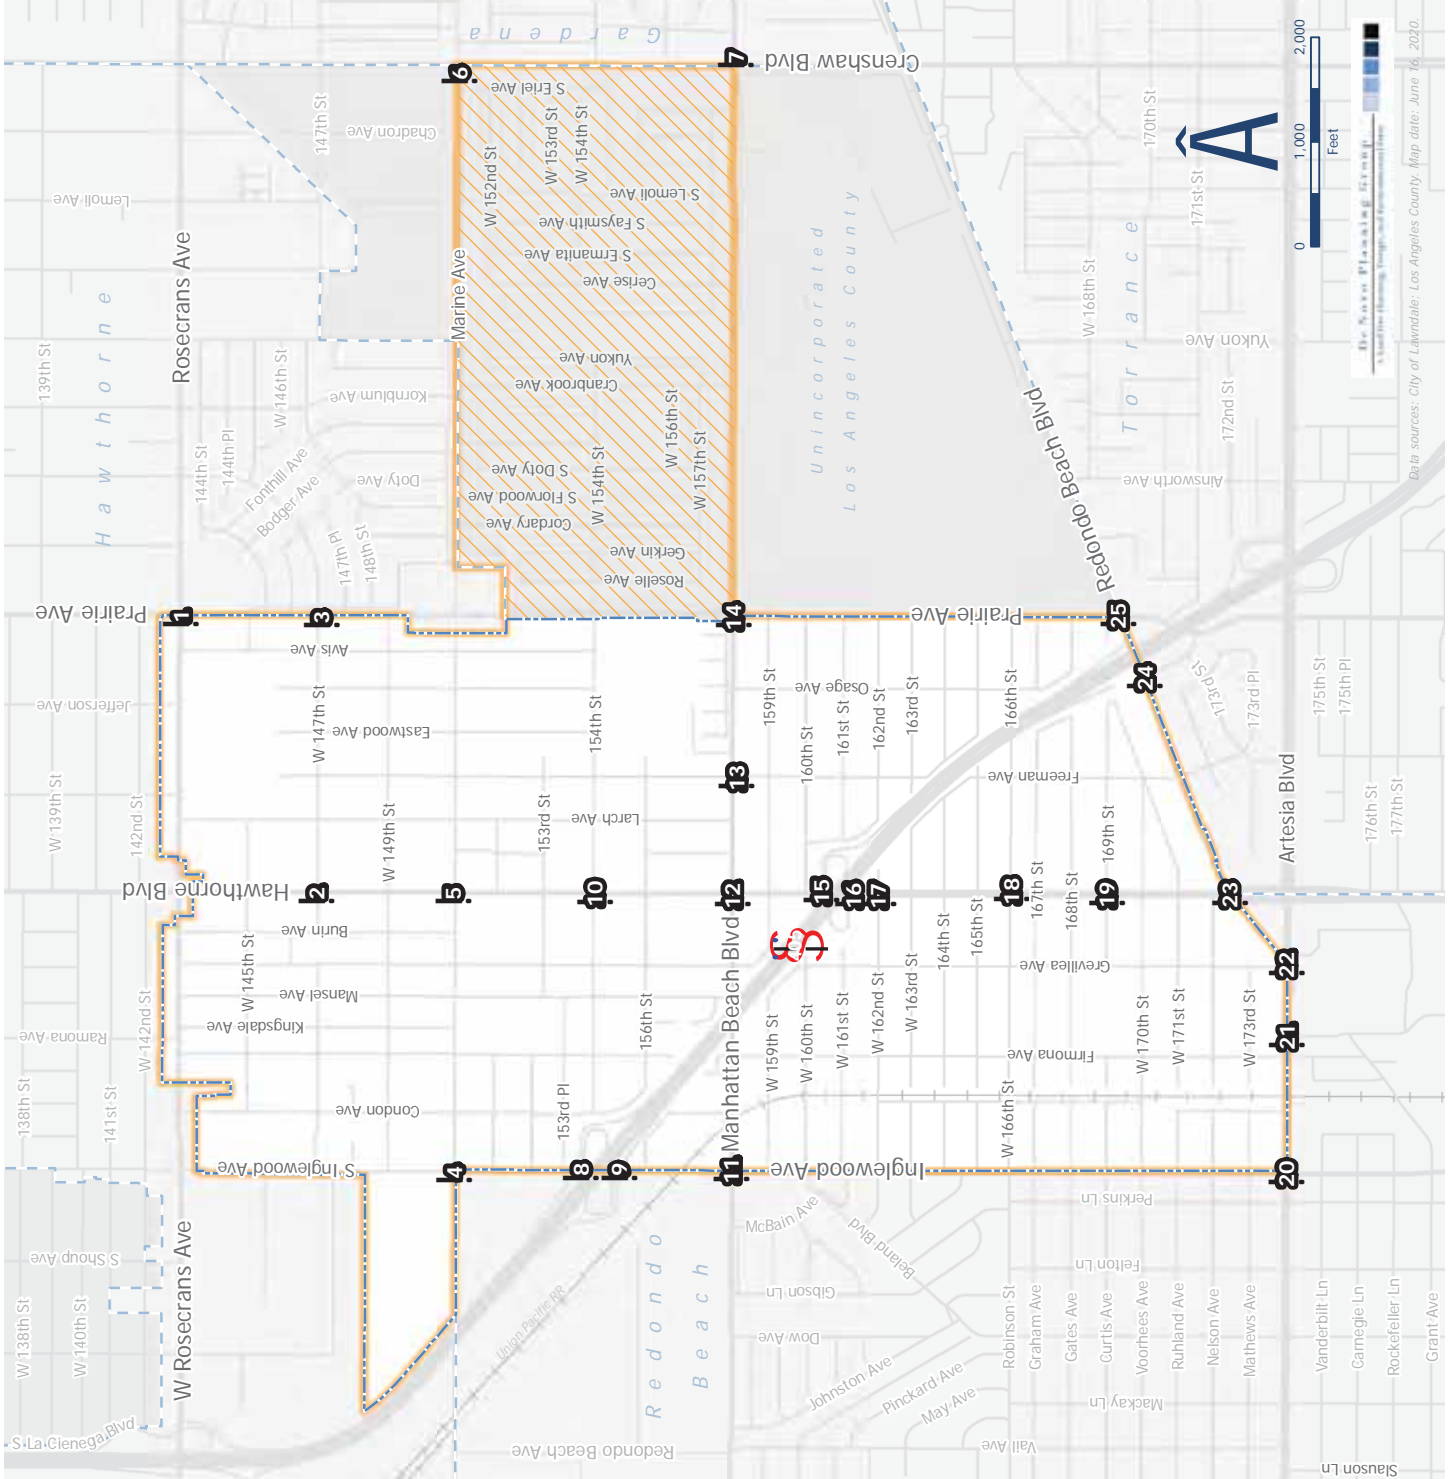 Gardena
Crenshaw Blvd
6
7
S Eriel Ave
147th St
Chadron Ave
W 152nd St
W 153rd St
W 154th St
170th St
2,000
1,000
0
Feet
Lemoli Ave
S Lemoli Ave
S Faysmith Ave
S Ermanita Ave
Cerise Ave
171st St
Rosecrans Ave
Marine Ave
Hawthorne
Unincorporated
Los Angeles County
Torrance
W 168th St
139th St
W 146th St
Kornblum Ave
Yukon Ave
Cranbrook Ave
Yukon Ave
172nd St
144th St
144th Pl
Fonthill Ave
Bodger Ave
Doty Ave
S Doty Ave
S Florwood Ave
Cordary Ave
W 154th St
W 156th St
W 157th St
Redondo Beach Blvd
Ainsworth Ave
147th Pl
148th St
Gerkin Ave
Roselle Ave
Data sources: City of Lawndale; Los Angeles County. Map date: June 16, 2020.
Prairie Ave
1
3
14
Prairie Ave
25
Avis Ave
24
173rd St
173rd Pl
175th St
175th Pl
Jefferson Ave
W 147th St
Eastwood Ave
154th St
159th St
Osage Ave
160th St
161st St
162nd St
163rd St
166th St
W 139th St
142nd St
W 149th St
153rd St
Larch Ave
13
Freeman Ave
169th St
Artesia Blvd
176th St
177th St
Hawthorne Blvd
2
5
10
12
15
16
17
18
19
23
167th St
168th St
Burin Ave
W 145th St
Mansel Ave
Kingsdale Ave
Manhattan Beach Blvd
164th St
165th St
Grevillea Ave
22
Ramona Ave
W 142nd St
156th St
W 159th St
W 160th St
W 161st St
W 162nd St
W 163rd St
Firmona Ave
W 170th St
W 171st St
W 173rd St
21
138th St
141st St
Condon Ave
153rd Pl
W 166th St
S Inglewood Ave
4
8
9
11
Inglewood Ave
20
Perkins Ln
McBain Ave
Beland Blvd
S Shoup Ave
W Rosecrans Ave
Redondo
Beach
Union Pacific RR
Gibson Ln
Felton Ln
W 138th St
W 140th St
Dow Ave
Robinson St
Graham Ave
Gates Ave
Curtis Ave
Voorhees Ave
Ruhland Ave
Nelson Ave
Mathews Ave
Vanderbilt Ln
Carnegie Ln
Rockefeller Ln
Grant Ave
Johnston Ave
Pinckard Ave
May Ave
Mackay Ln
S La Cienega Blvd
Redondo Beach Ave
Vail Ave
Slauson Ln